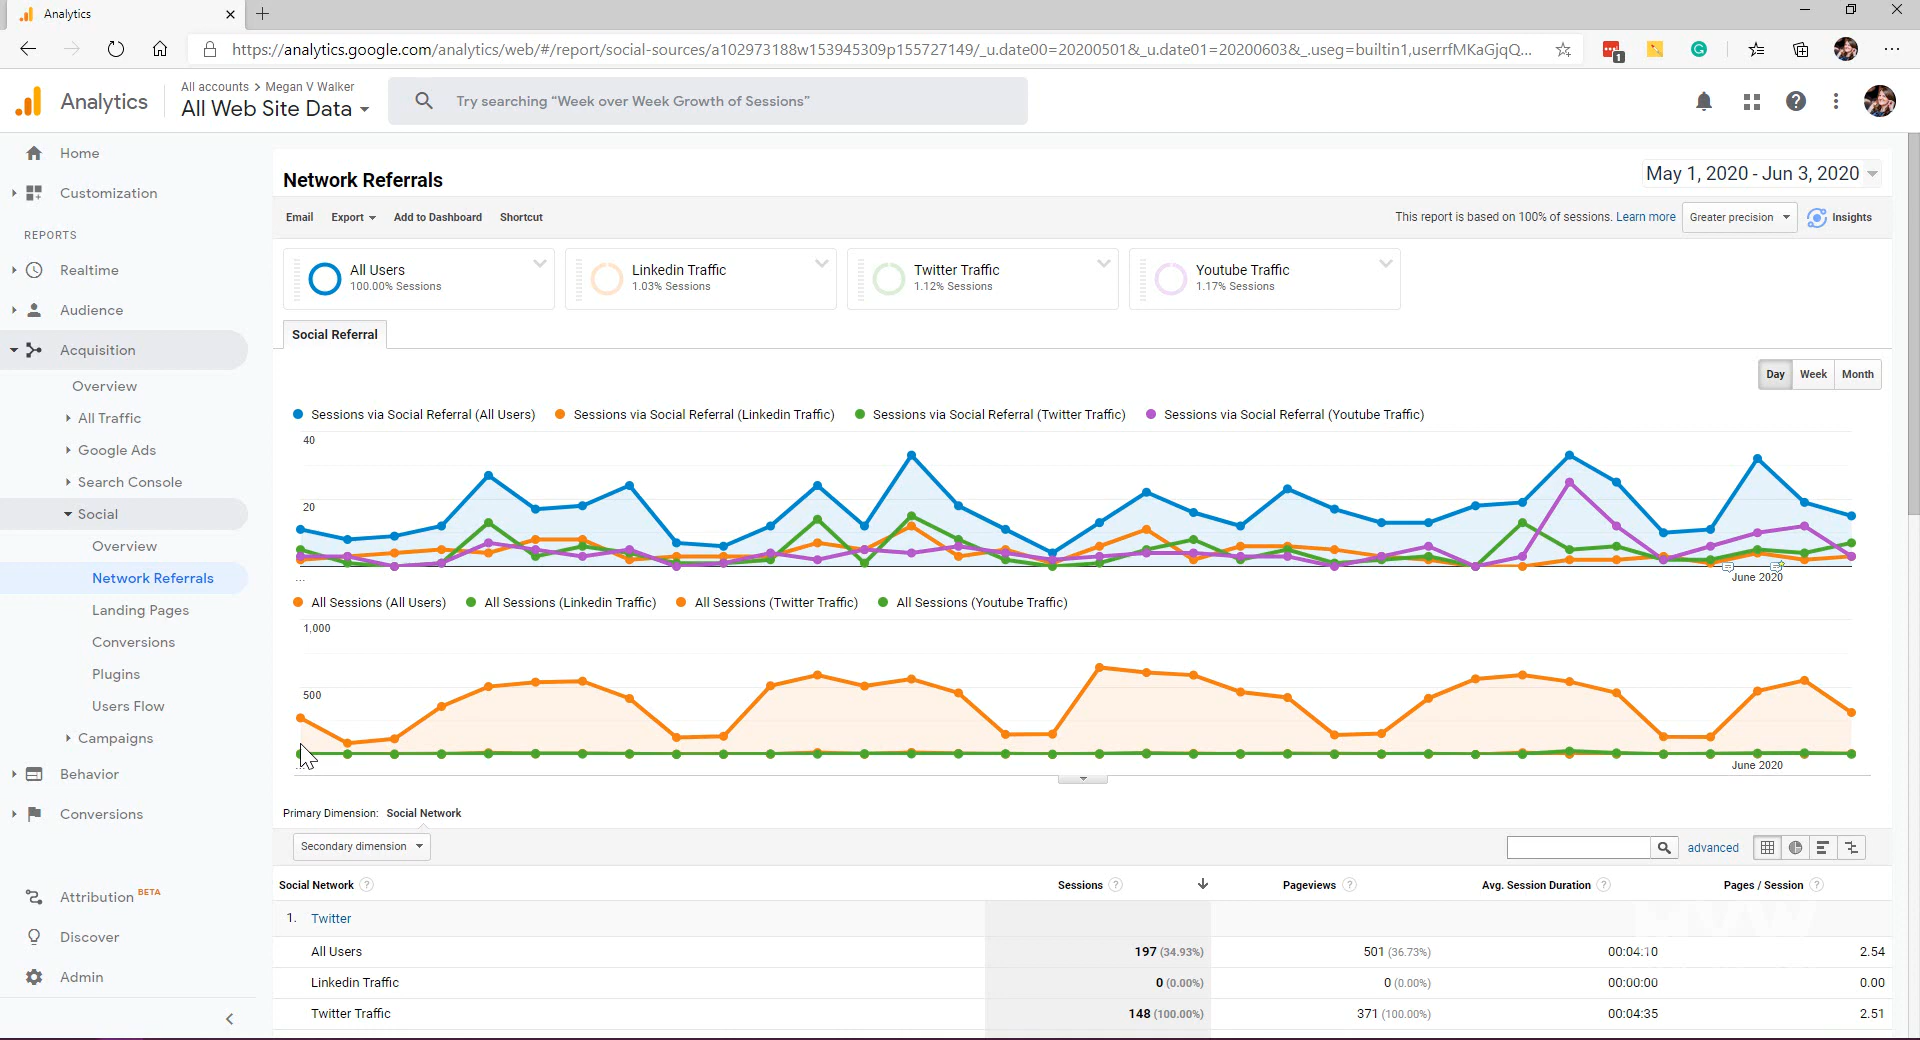 Analytics
https://analytics.google.com/analytics/web/#/report/social-sources/a102973188w153945309p155727149/_u.date00=20200501&_u.date01=20200603&_.useg=builtin1,userrfMKaGjqQ...
1
Analytics
All accounts > Megan V Walker
All Web Site Data
Try searching “Week over Week Growth of Sessions”
Home
Customization
REPORTS
Realtime
Audience
Acquisition
Overview
All Traffic
Google Ads
Search Console
Social
Overview
Network Referrals
Landing Pages
Conversions
Plugins
Users Flow
Campaigns
Behavior
Conversions
Attribution BETA
Discover
Admin
Network Referrals
May 1, 2020 - Jun 3, 2020
Email Export Add to Dashboard Shortcut
This report is based on 100% of sessions. Learn more Greater precision Insights
All Users
100.00% Sessions
Linkedin Traffic
1.03% Sessions
Twitter Traffic
1.12% Sessions
Youtube Traffic
1.17% Sessions
Social Referral
Day Week Month
Sessions via Social Referral (All Users) Sessions via Social Referral (Linkedin Traffic) Sessions via Social Referral (Twitter Traffic) Sessions via Social Referral (Youtube Traffic)
40
20
...
June 2020
All Sessions (All Users) All Sessions (Linkedin Traffic) All Sessions (Twitter Traffic) All Sessions (Youtube Traffic)
1,000
500
...
June 2020
Primary Dimension: Social Network
Secondary dimension
advanced
Social Network ? Sessions ? Pageviews ? Avg. Session Duration ? Pages / Session ?
1. Twitter
All Users 197 (34.93%) 501 (36.73%) 00:04:10 2.54
Linkedin Traffic 0 (0.00%) 0 (0.00%) 00:00:00 0.00
Twitter Traffic 148 (100.00%) 371 (100.00%) 00:04:35 2.51